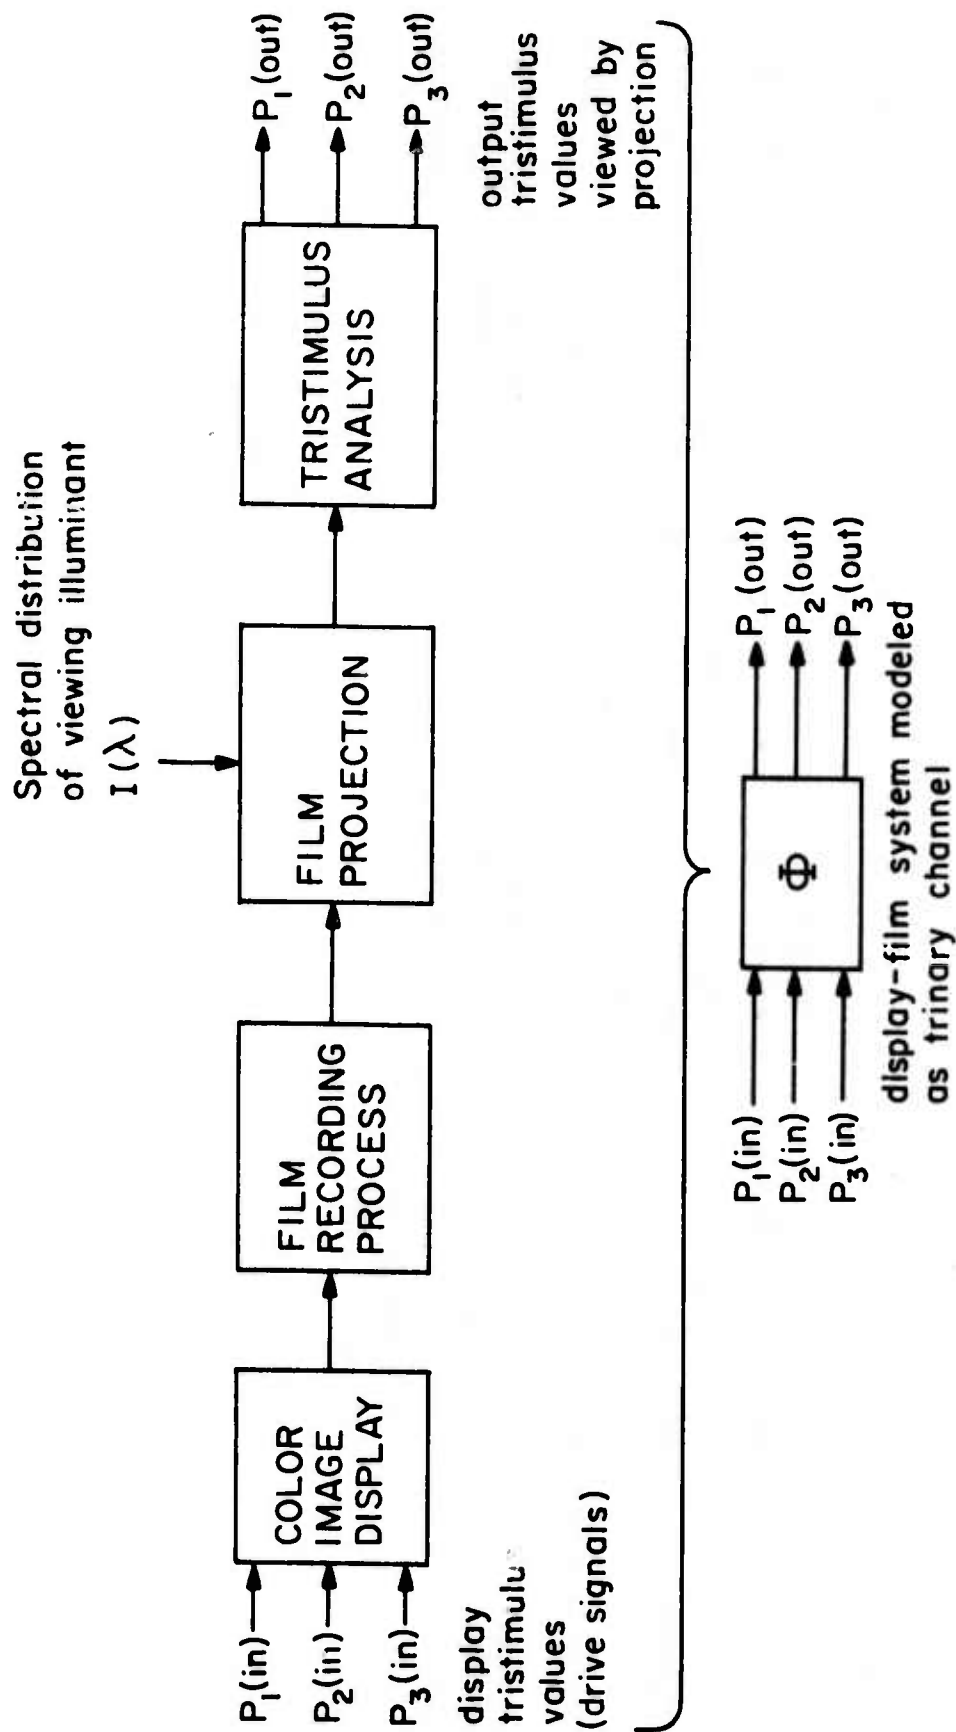 Spectral distribution
of viewing illuminant
I(λ)
P₁(in)
P₂(in)
P₃(in)
COLOR
IMAGE
DISPLAY
FILM
RECORDING
PROCESS
FILM
PROJECTION
TRISTIMULUS
ANALYSIS
P₁(out)
P₂(out)
P₃(out)
display
tristimulu
values
(drive signals)
output
tristimulus
values
viewed by
projection
P₁(in)
P₂(in)
P₃(in)
Φ
P₁(out)
P₂(out)
P₃(out)
display-film system modeled
as trinary channel